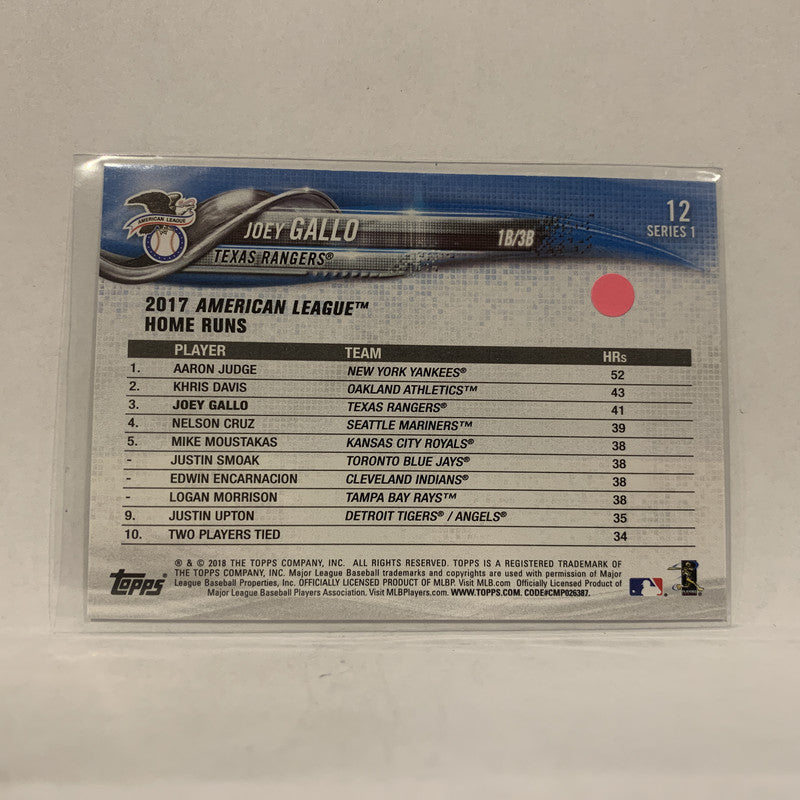 AMERICAN LEAGUE
JOEY GALLO
1B/3B
TEXAS RANGERS®
12
SERIES 1
2017 AMERICAN LEAGUE™
HOME RUNS
PLAYER TEAM HRs
1. AARON JUDGE NEW YORK YANKEES® 52
2. KHRIS DAVIS OAKLAND ATHLETICS™ 43
3. JOEY GALLO TEXAS RANGERS® 41
4. NELSON CRUZ SEATTLE MARINERS™ 39
5. MIKE MOUSTAKAS KANSAS CITY ROYALS® 38
- JUSTIN SMOAK TORONTO BLUE JAYS® 38
- EDWIN ENCARNACION CLEVELAND INDIANS® 38
- LOGAN MORRISON TAMPA BAY RAYS™ 38
9. JUSTIN UPTON DETROIT TIGERS® / ANGELS® 35
10. TWO PLAYERS TIED 34
Topps
® & © 2018 THE TOPPS COMPANY, INC. ALL RIGHTS RESERVED. TOPPS IS A REGISTERED TRADEMARK OF
THE TOPPS COMPANY, INC. Major League Baseball trademarks and copyrights are used with permission of Major
League Baseball Properties, Inc. OFFICIALLY LICENSED PRODUCT OF MLBP. Visit MLB.com. Officially Licensed Product of
Major League Baseball Players Association. Visit MLBPlayers.com. WWW.TOPPS.COM. CODE#CMP026387.